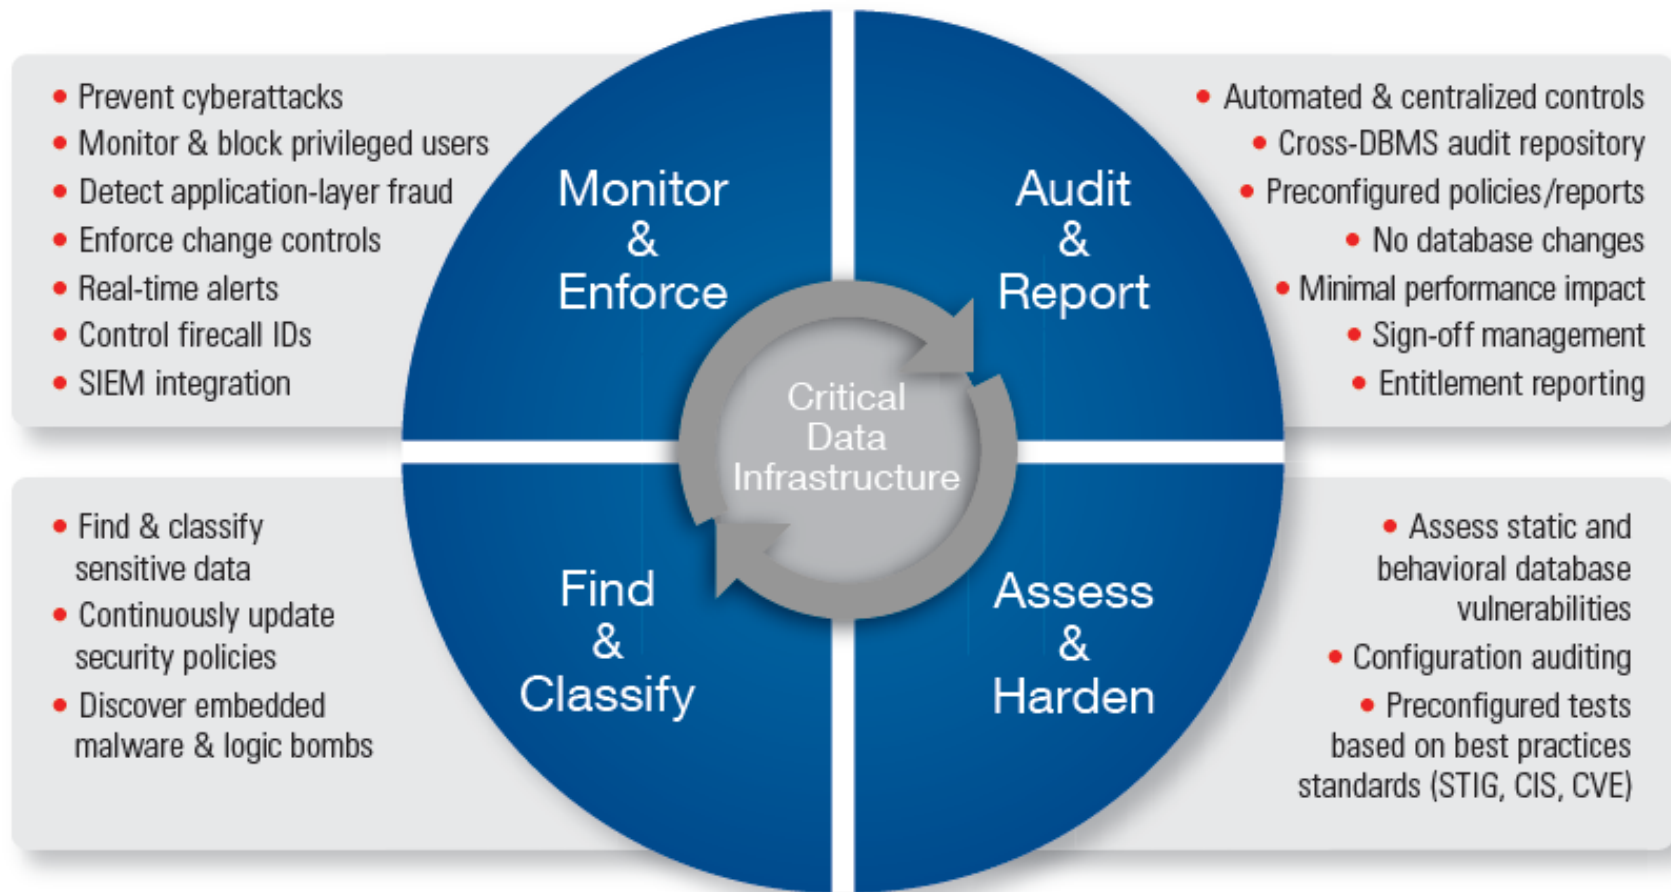 • Prevent cyberattacks
• Monitor & block privileged users
• Detect application-layer fraud
• Enforce change controls
• Real-time alerts
• Control firecall IDs
• SIEM integration
Monitor
&
Enforce
Audit
&
Report
• Automated & centralized controls
• Cross-DBMS audit repository
• Preconfigured policies/reports
• No database changes
• Minimal performance impact
• Sign-off management
• Entitlement reporting
Critical
Data
Infrastructure
• Find & classify
sensitive data
• Continuously update
security policies
• Discover embedded
malware & logic bombs
Find
&
Classify
Assess
&
Harden
• Assess static and
behavioral database
vulnerabilities
• Configuration auditing
• Preconfigured tests
based on best practices
standards (STIG, CIS, CVE)